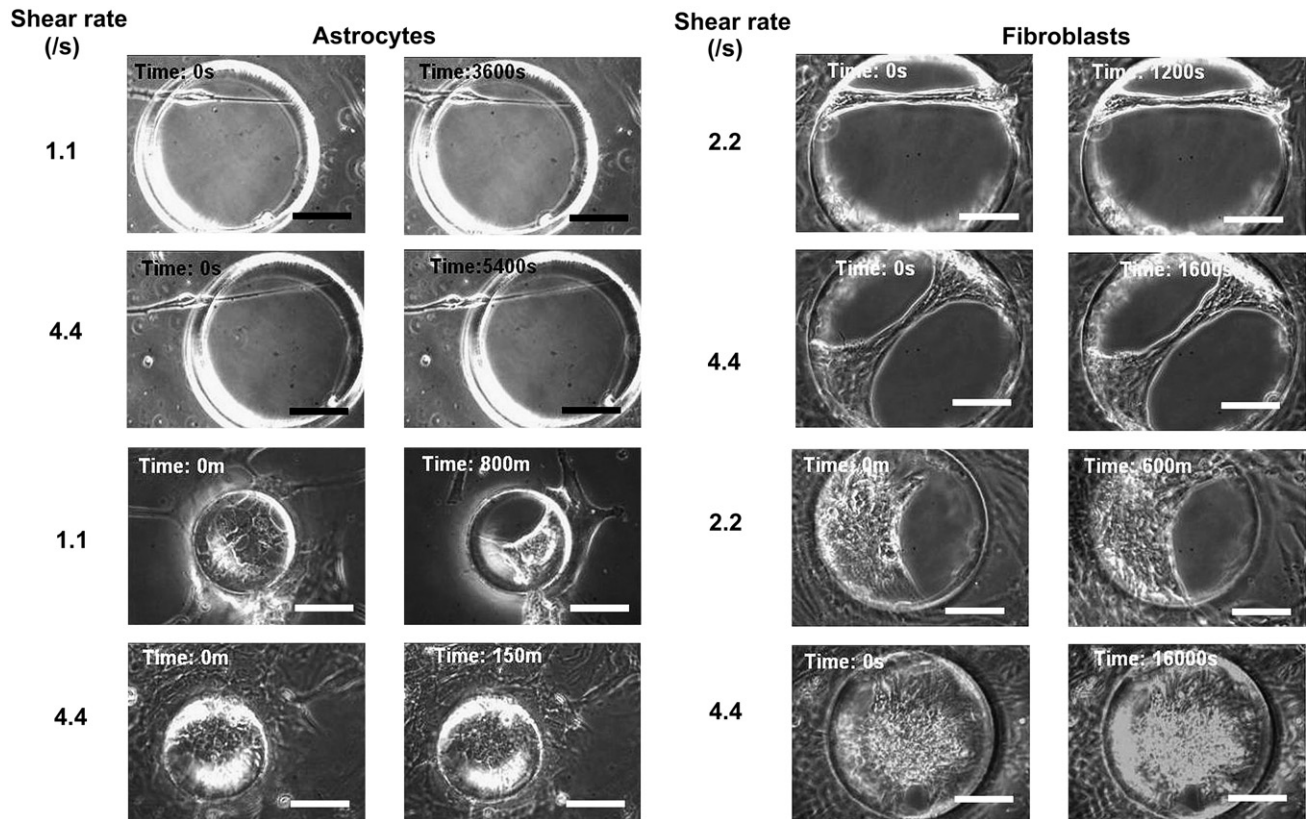 Shear rate
(/s)
Astrocytes
Time: 0s
Time:3600s
1.1
Time: 0s
Time:5400s
4.4
Time: 0m
Time: 800m
1.1
Time: 0m
Time: 150m
4.4
Shear rate
(/s)
Fibroblasts
Time: 0s
Time: 1200s
2.2
Time: 0s
Time: 1600s
4.4
Time: 0m
Time: 600m
2.2
Time: 0s
Time: 16000s
4.4